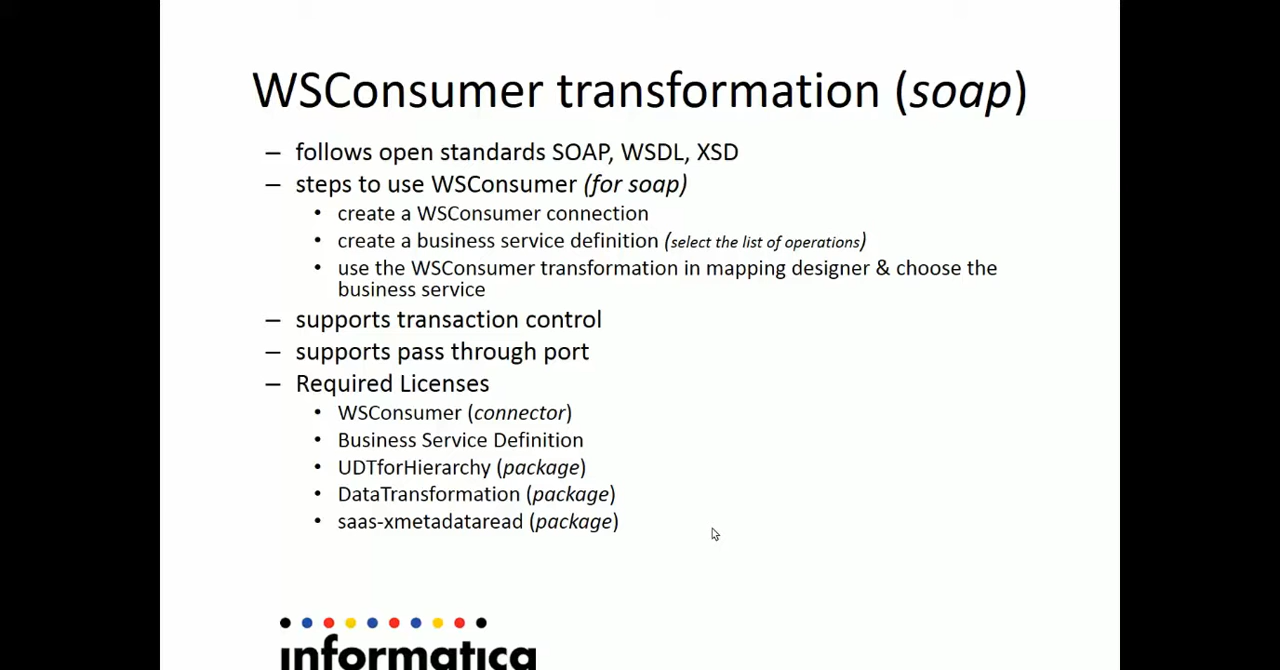 WSConsumer transformation (soap)
– follows open standards SOAP, WSDL, XSD
– steps to use WSConsumer (for soap)
• create a WSConsumer connection
• create a business service definition (select the list of operations)
• use the WSConsumer transformation in mapping designer & choose the
business service
– supports transaction control
– supports pass through port
– Required Licenses
• WSConsumer (connector)
• Business Service Definition
• UDTforHierarchy (package)
• DataTransformation (package)
• saas-xmetadataread (package)
informatica